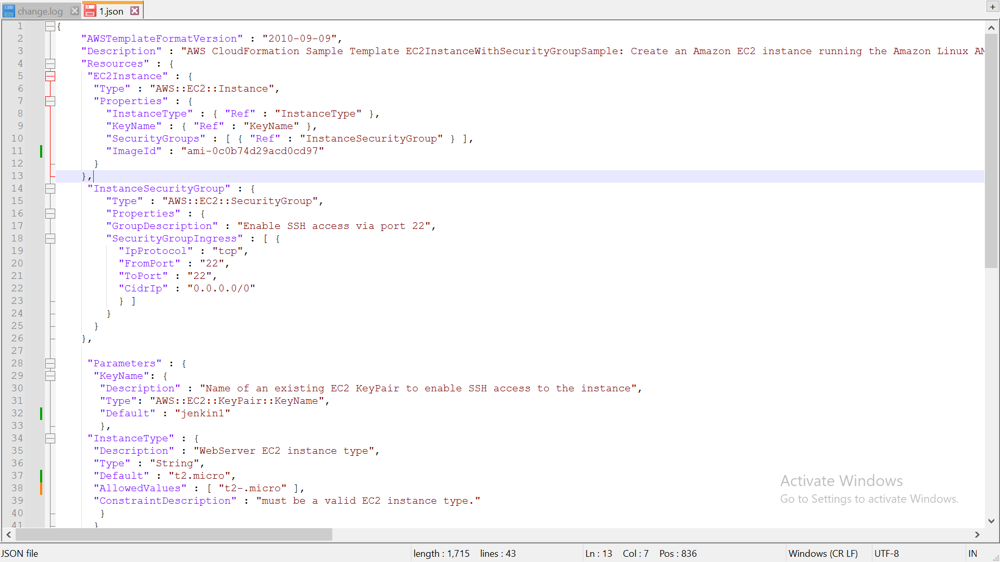 change.log 1.json +
1 {
2 "AWSTemplateFormatVersion" : "2010-09-09",
3 "Description" : "AWS CloudFormation Sample Template EC2InstanceWithSecurityGroupSample: Create an Amazon EC2 instance running the Amazon Linux AM
4 "Resources" : {
5 "EC2Instance" : {
6 "Type" : "AWS::EC2::Instance",
7 "Properties" : {
8 "InstanceType" : { "Ref" : "InstanceType" },
9 "KeyName" : { "Ref" : "KeyName" },
10 "SecurityGroups" : [ { "Ref" : "InstanceSecurityGroup" } ],
11 "ImageId" : "ami-0c0b74d29acd0cd97"
12 }
13 },
14 "InstanceSecurityGroup" : {
15 "Type" : "AWS::EC2::SecurityGroup",
16 "Properties" : {
17 "GroupDescription" : "Enable SSH access via port 22",
18 "SecurityGroupIngress" : [ {
19 "IpProtocol" : "tcp",
20 "FromPort" : "22",
21 "ToPort" : "22",
22 "CidrIp" : "0.0.0.0/0"
23 } ]
24 }
25 }
26 },
27
28 "Parameters" : {
29 "KeyName": {
30 "Description" : "Name of an existing EC2 KeyPair to enable SSH access to the instance",
31 "Type": "AWS::EC2::KeyPair::KeyName",
32 "Default" : "jenkin1"
33 },
34 "InstanceType" : {
35 "Description" : "WebServer EC2 instance type",
36 "Type" : "String",
37 "Default" : "t2.micro",
38 "AllowedValues" : [ "t2-.micro" ],
39 "ConstraintDescription" : "must be a valid EC2 instance type."
40 }
41 }
Activate Windows
Go to Settings to activate Windows.
JSON file length : 1,715 lines : 43 Ln : 13 Col : 7 Pos : 836 Windows (CR LF) UTF-8 IN